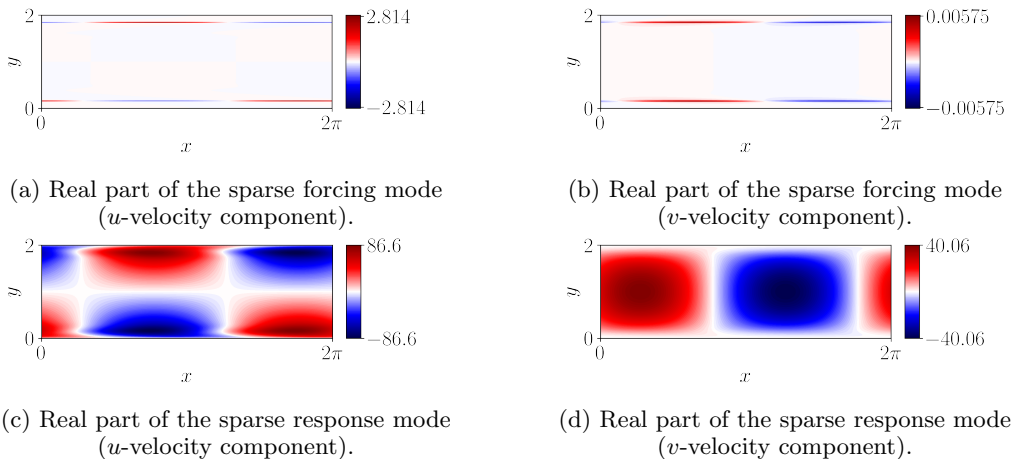 2
y
0
0
2π
x
2.814
−2.814
2
y
0
0
2π
x
0.00575
−0.00575
(a) Real part of the sparse forcing mode
(u-velocity component).
(b) Real part of the sparse forcing mode
(v-velocity component).
2
y
0
0
2π
x
86.6
−86.6
2
y
0
0
2π
x
40.06
−40.06
(c) Real part of the sparse response mode
(u-velocity component).
(d) Real part of the sparse response mode
(v-velocity component).